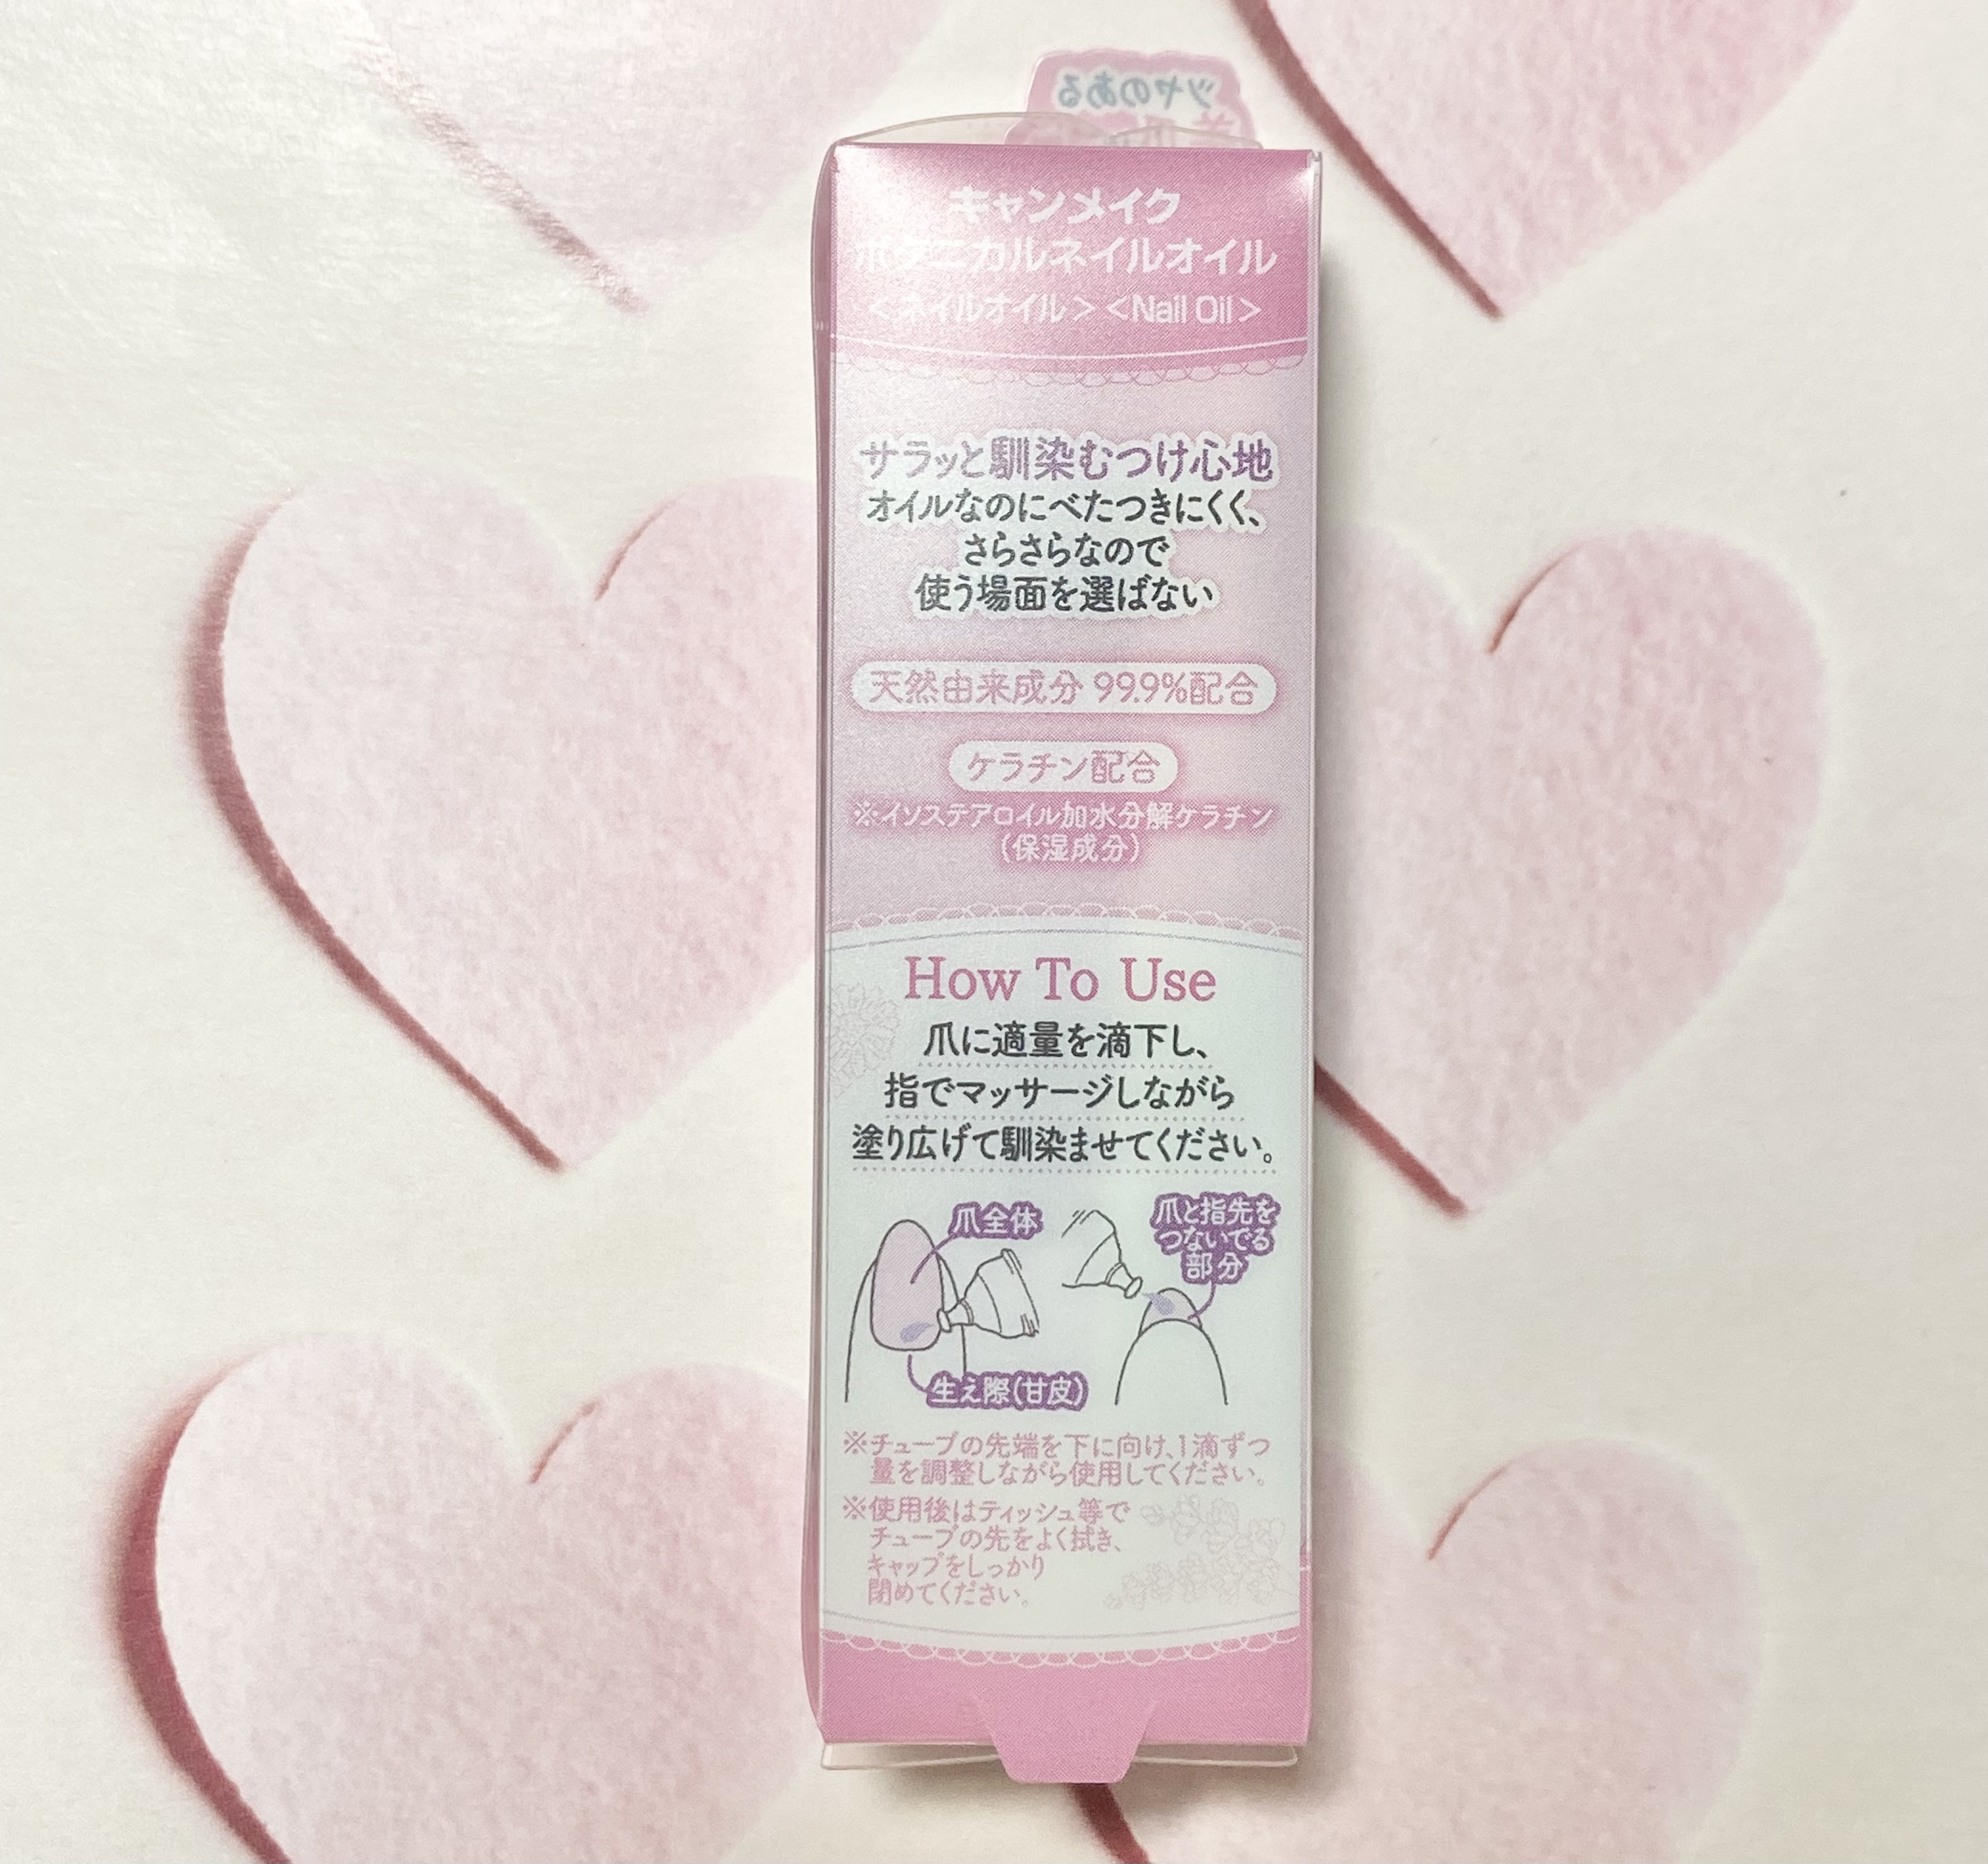 ツヤのある
キャンメイク
ボタニカルネイルオイル
<ネイルオイル> <Nail Oil>
サラッと馴染むつけ心地
オイルなのにべたつきにくく、
さらさらなので
使う場面を選ばない
天然由来成分 99.9%配合
ケラチン配合
※イソステアロイル加水分解ケラチン
(保湿成分)
How To Use
爪に適量を滴下し、
指でマッサージしながら
塗り広げて馴染ませてください。
爪全体
爪と指先を
つないでる
部分
生え際(甘皮)
※チューブの先端を下に向け、1滴ずつ
量を調整しながら使用してください。
※使用後はティッシュ等で
チューブの先をよく拭き、
キャップをしっかり
閉めてください。